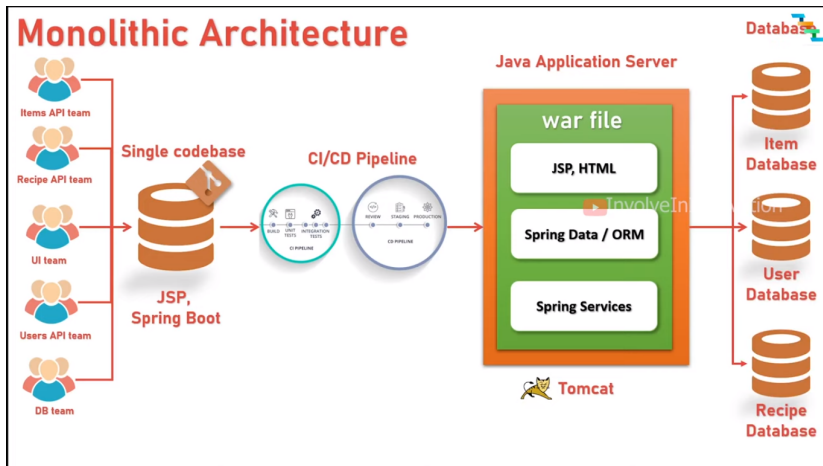 Monolithic Architecture
Items API team
Recipe API team
UI team
Users API team
DB team
Single codebase
JSP,
Spring Boot
CI/CD Pipeline
BUILD
UNIT
TESTS
INTEGRATION
TESTS
CI PIPELINE
REVIEW
STAGING
PRODUCTION
CD PIPELINE
Java Application Server
war file
JSP, HTML
Spring Data / ORM
Spring Services
Tomcat
Database
Item
Database
User
Database
Recipe
Database